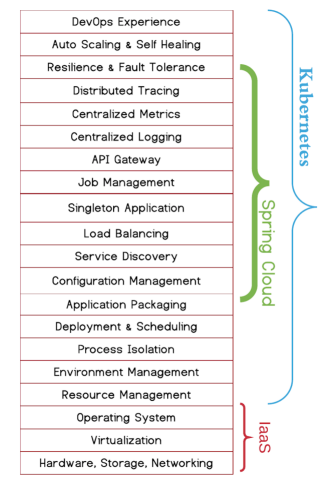 DevOps Experience
Auto Scaling & Self Healing
Resilience & Fault Tolerance
Distributed Tracing
Centralized Metrics
Centralized Logging
API Gateway
Job Management
Singleton Application
Load Balancing
Service Discovery
Configuration Management
Application Packaging
Deployment & Scheduling
Process Isolation
Environment Management
Resource Management
Operating System
Virtualization
Hardware, Storage, Networking
Kubernetes
Spring Cloud
IaaS